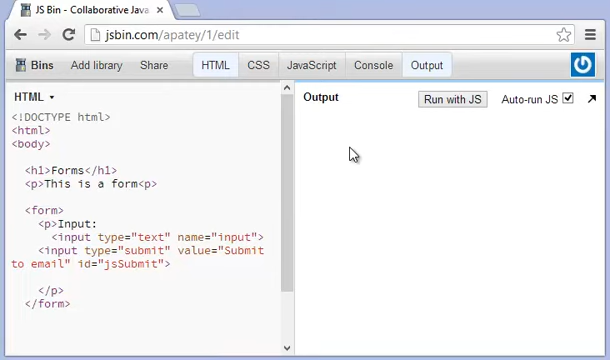 JS Bin - Collaborative Java
jsbin.com/apatey/1/edit
Bins Add library Share HTML CSS JavaScript Console Output
HTML
Output Run with JS Auto-run JS
<!DOCTYPE html>
<html>
<body>
<h1>Forms</h1>
<p>This is a form<p>
<form>
<p>Input:
<input type="text" name="input">
<input type="submit" value="Submit
to email" id="jsSubmit">
</p>
</form>